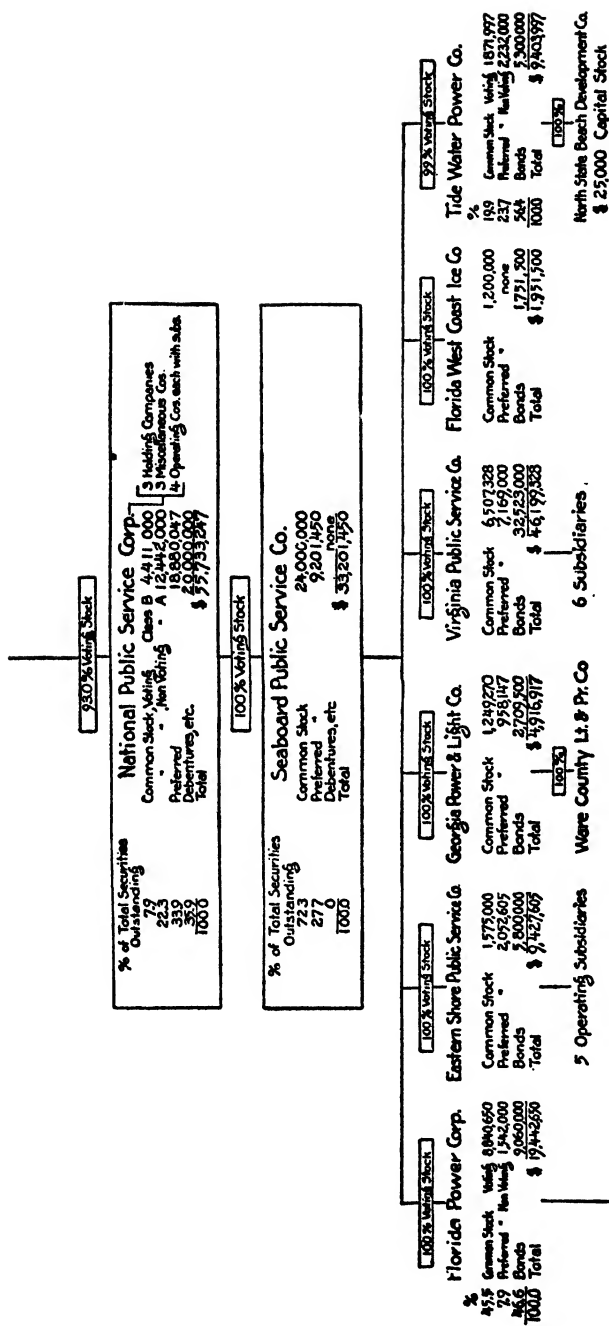 93.0% Voting Stock
National Public Service Corp.
% of Total Securities
Outstanding
7.9 Common Stock, Voting Class B 4,411,000
22.3 " " , Non Voting " A 12,442,000
33.9 Preferred 18,880,047
35.9 Debentures, etc. 20,000,000
100.0 Total $ 55,733,247
3 Holding Companies
3 Miscellaneous Cos.
4 Operating Cos. each with subs.
100% Voting Stock
Seaboard Public Service Co.
% of Total Securities
Outstanding
72.3 Common Stock 24,000,000
27.7 Preferred " 9,201,450
0 Debentures, etc none
100.0 Total $ 33,201,450
100% Voting Stock
Florida Power Corp.
%
45.5 Common Stock Voting 8,840,650
7.9 Preferred " Non Voting 1,542,000
46.6 Bonds 9,060,000
100.0 Total $ 19,442,650
100% Voting Stock
Eastern Shore Public Service Co.
Common Stock 1,575,000
Preferred " 2,052,605
Bonds 5,800,000
Total $ 9,427,605
5 Operating Subsidiaries
100% Voting Stock
Georgia Power & Light Co.
Common Stock 1,249,270
Preferred " 958,147
Bonds 2,709,500
Total $ 4,916,917
100%
Ware County Lt. & Pr. Co
100% Voting Stock
Virginia Public Service Co.
Common Stock 6,507,328
Preferred " 7,169,000
Bonds 32,523,000
Total $ 46,199,328
6 Subsidiaries.
100% Voting Stock
Florida West Coast Ice Co
Common Stock 1,200,000
Preferred " none
Bonds 1,751,500
Total $ 1,951,500
99% Voting Stock
Tide Water Power Co.
%
19.9 Common Stock Voting 1,871,997
23.7 Preferred " Non Voting 2,232,000
56.4 Bonds 5,300,000
100.0 Total $ 9,403,997
100%
North State Beach Development Co.
$ 25,000 Capital Stock